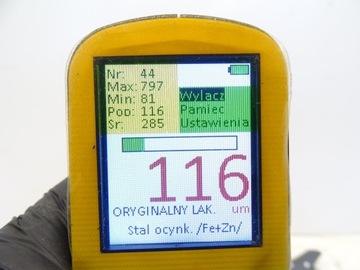 Nr: 44
Max: 797
Min: 81
Pop: 116
Sr: 285
Wylacz
Pamiec
Ustawienia
116
ORYGINALNY LAK. um
Stal ocynk. /Fe+Zn/